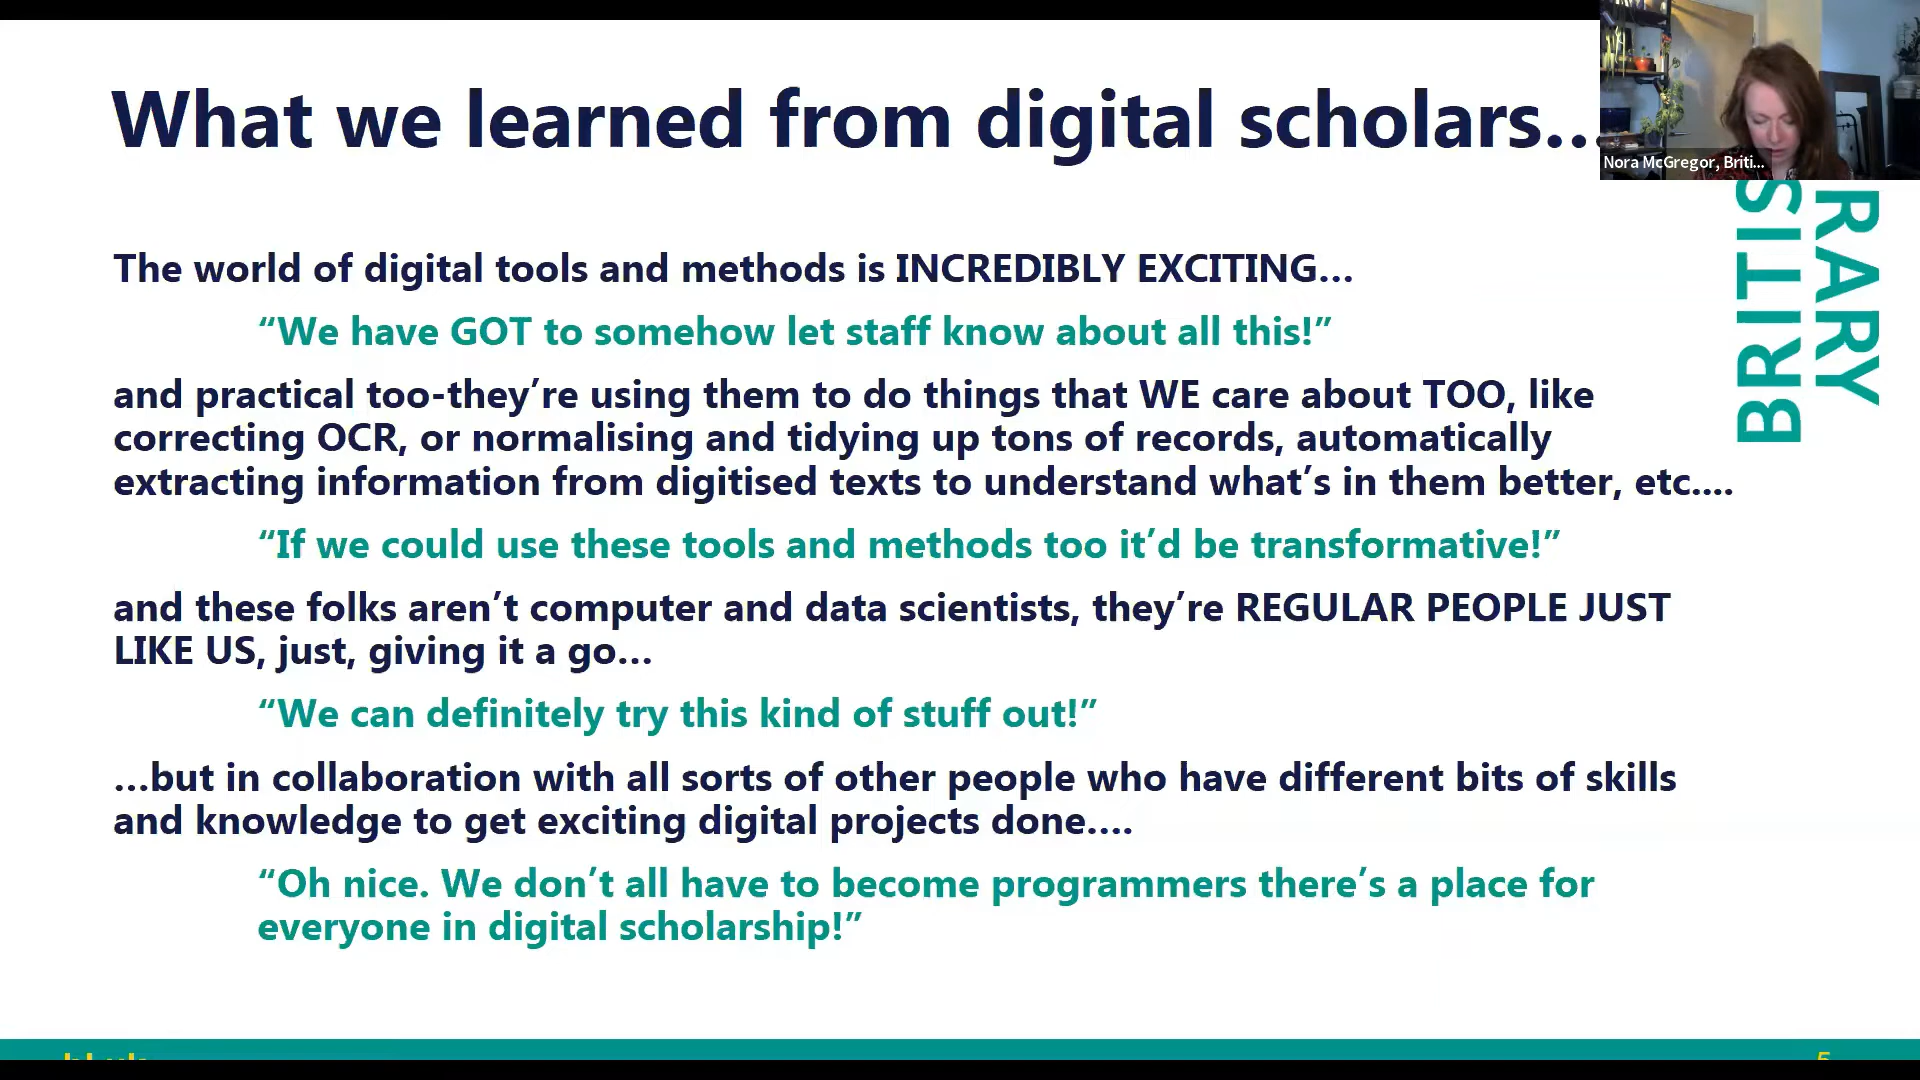 What we learned from digital scholars...
Nora McGregor, Briti...
BRITIS
RARY
The world of digital tools and methods is INCREDIBLY EXCITING...
“We have GOT to somehow let staff know about all this!”
and practical too-they’re using them to do things that WE care about TOO, like
correcting OCR, or normalising and tidying up tons of records, automatically
extracting information from digitised texts to understand what’s in them better, etc....
“If we could use these tools and methods too it’d be transformative!”
and these folks aren’t computer and data scientists, they’re REGULAR PEOPLE JUST
LIKE US, just, giving it a go...
“We can definitely try this kind of stuff out!”
...but in collaboration with all sorts of other people who have different bits of skills
and knowledge to get exciting digital projects done....
“Oh nice. We don’t all have to become programmers there’s a place for
everyone in digital scholarship!”
5